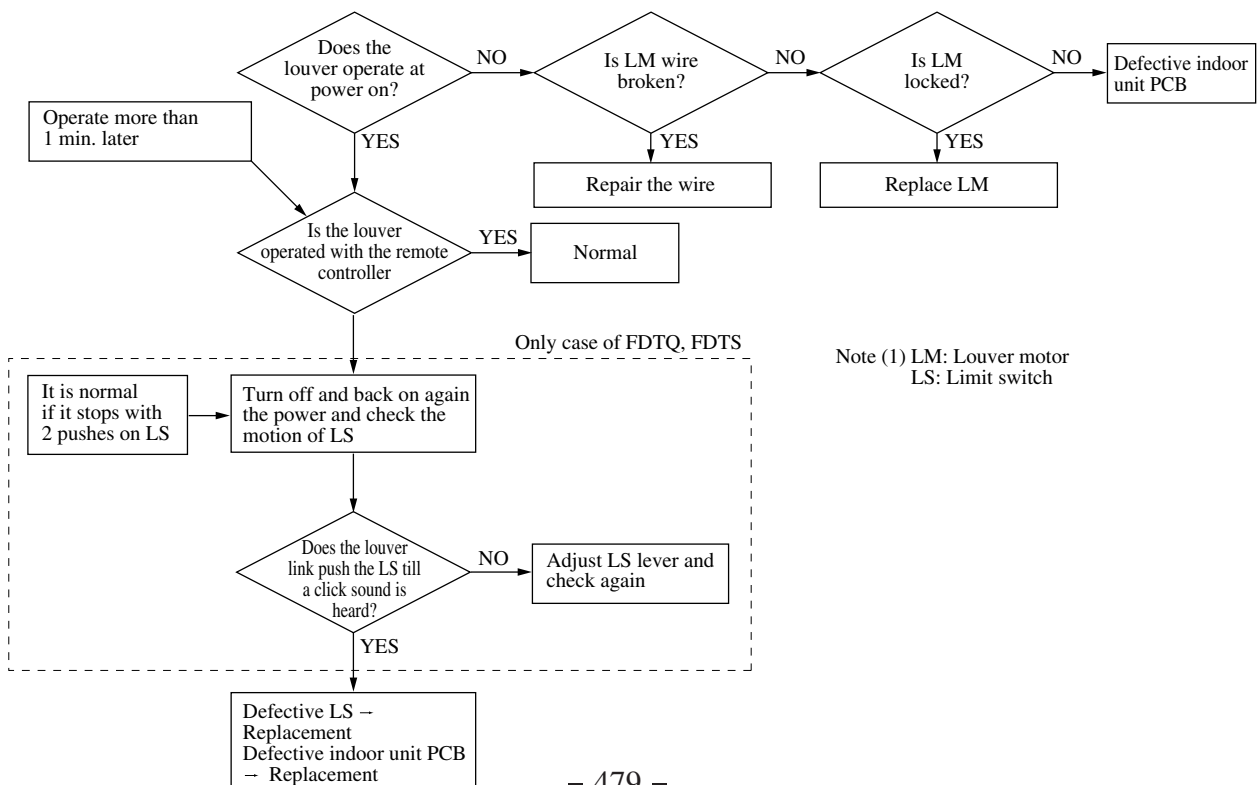 Does the
louver operate at
power on?
NO
Is LM wire
broken?
NO
Is LM
locked?
NO
Defective indoor
unit PCB
Operate more than
1 min. later
YES
YES
Repair the wire
YES
Replace LM
Is the louver
operated with the remote
controller
YES
Normal
Only case of FDTQ, FDTS
Note (1) LM: Louver motor
LS: Limit switch
It is normal
if it stops with
2 pushes on LS
Turn off and back on again
the power and check the
motion of LS
Does the louver
link push the LS till
a click sound is
heard?
NO
Adjust LS lever and
check again
YES
Defective LS →
Replacement
Defective indoor unit PCB
→ Replacement
– 479 –